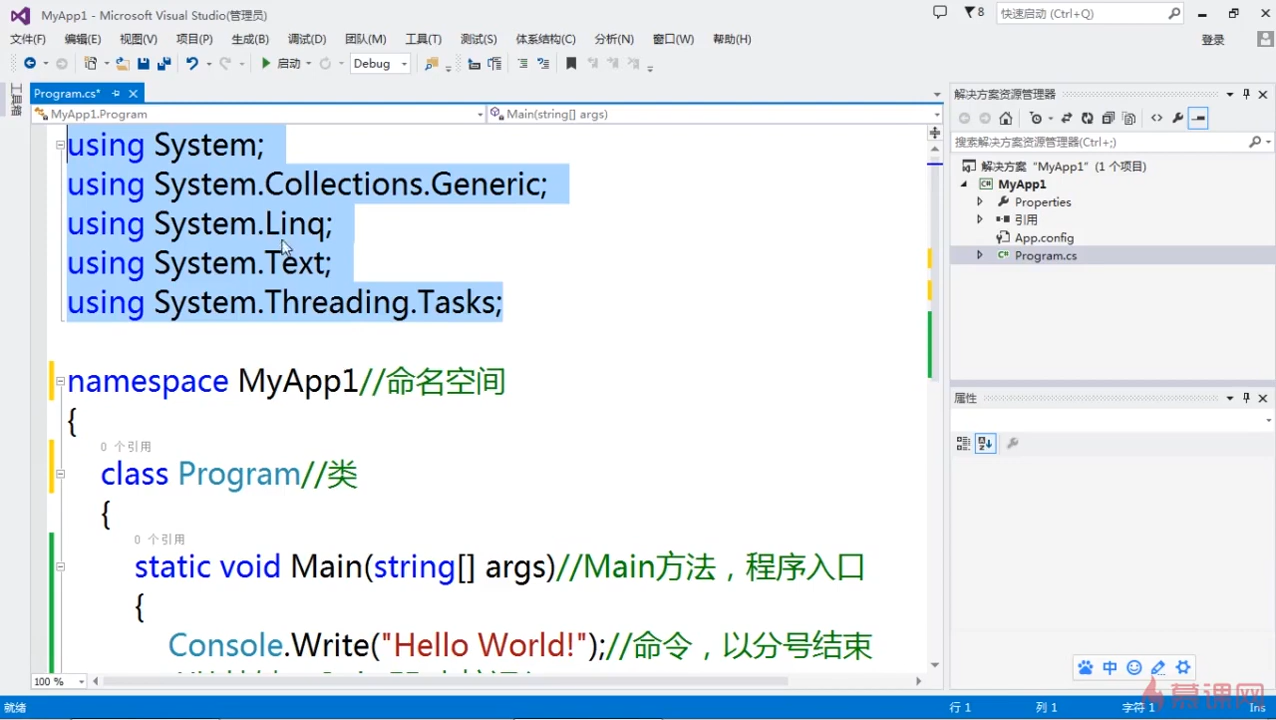 MyApp1 - Microsoft Visual Studio(管理员)
8
快速启动 (Ctrl+Q)
文件(F) 编辑(E) 视图(V) 项目(P) 生成(B) 调试(D) 团队(M) 工具(T) 测试(S) 体系结构(C) 分析(N) 窗口(W) 帮助(H)
登录
启动 Debug
工具箱
Program.cs*
MyApp1.Program
Main(string[] args)
using System;
using System.Collections.Generic;
using System.Linq;
using System.Text;
using System.Threading.Tasks;
namespace MyApp1//命名空间
{
0 个引用
class Program//类
{
0 个引用
static void Main(string[] args)//Main方法，程序入口
{
Console.Write("Hello World!");//命令，以分号结束
100 %
解决方案资源管理器
搜索解决方案资源管理器(Ctrl+;)
解决方案 "MyApp1" (1 个项目)
MyApp1
Properties
引用
App.config
Program.cs
属性
中
慕课网
就绪
行 1
列 1
字符 1
Ins